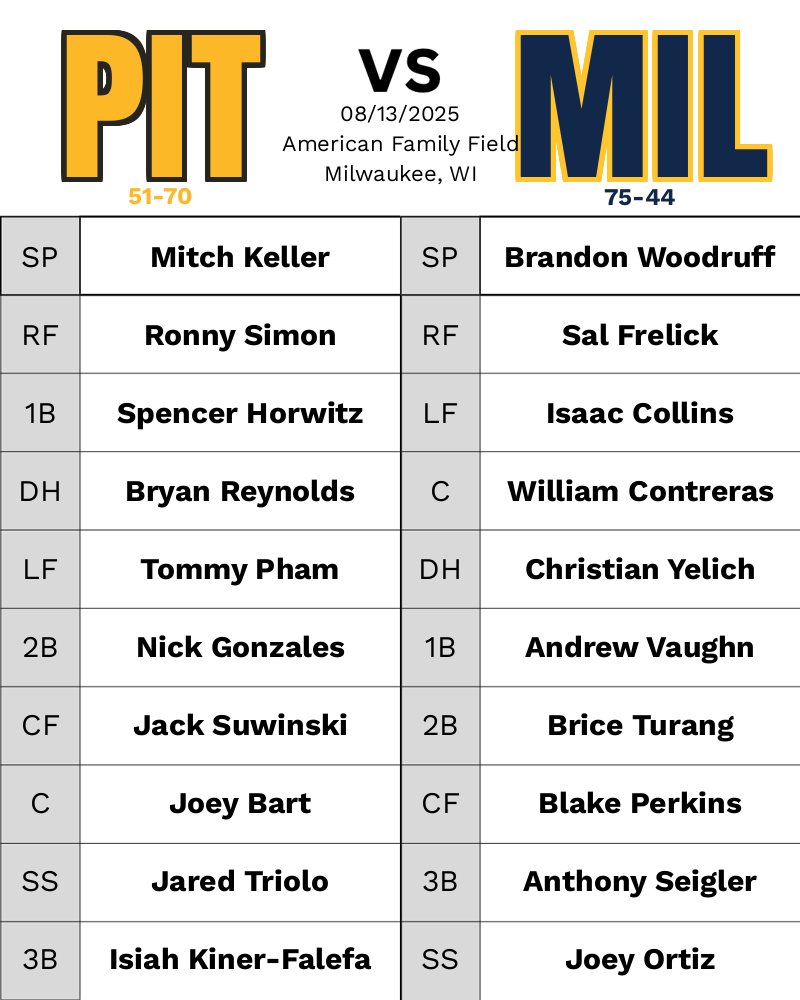 PIT
VS
MIL
08/13/2025
American Family Field
Milwaukee, WI
51-70
75-44
SP Mitch Keller SP Brandon Woodruff
RF Ronny Simon RF Sal Frelick
1B Spencer Horwitz LF Isaac Collins
DH Bryan Reynolds C William Contreras
LF Tommy Pham DH Christian Yelich
2B Nick Gonzales 1B Andrew Vaughn
CF Jack Suwinski 2B Brice Turang
C Joey Bart CF Blake Perkins
SS Jared Triolo 3B Anthony Seigler
3B Isiah Kiner-Falefa SS Joey Ortiz